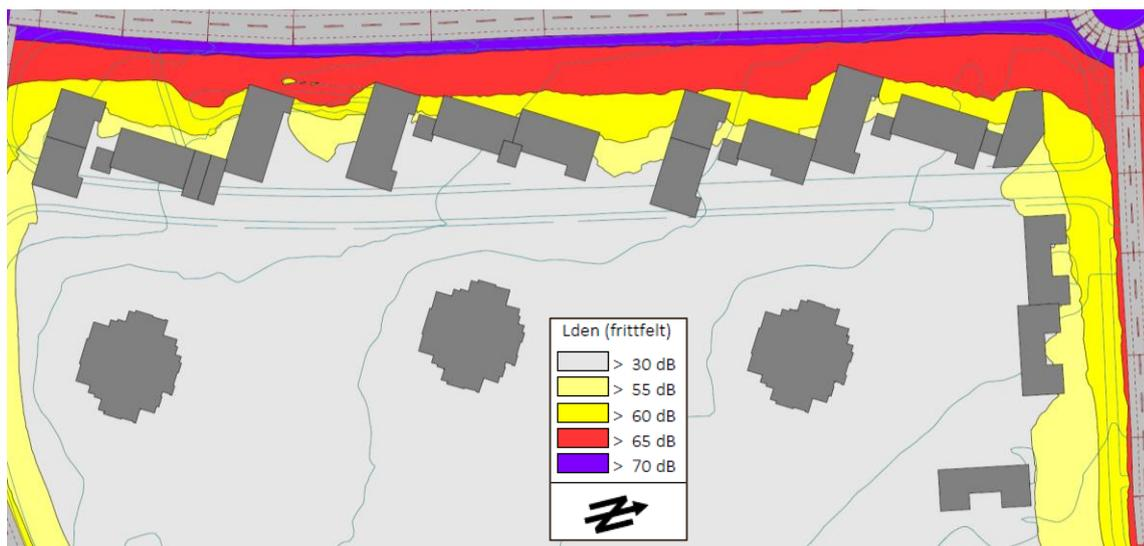 Lden (frittfelt)
> 30 dB
> 55 dB
> 60 dB
> 65 dB
> 70 dB
N